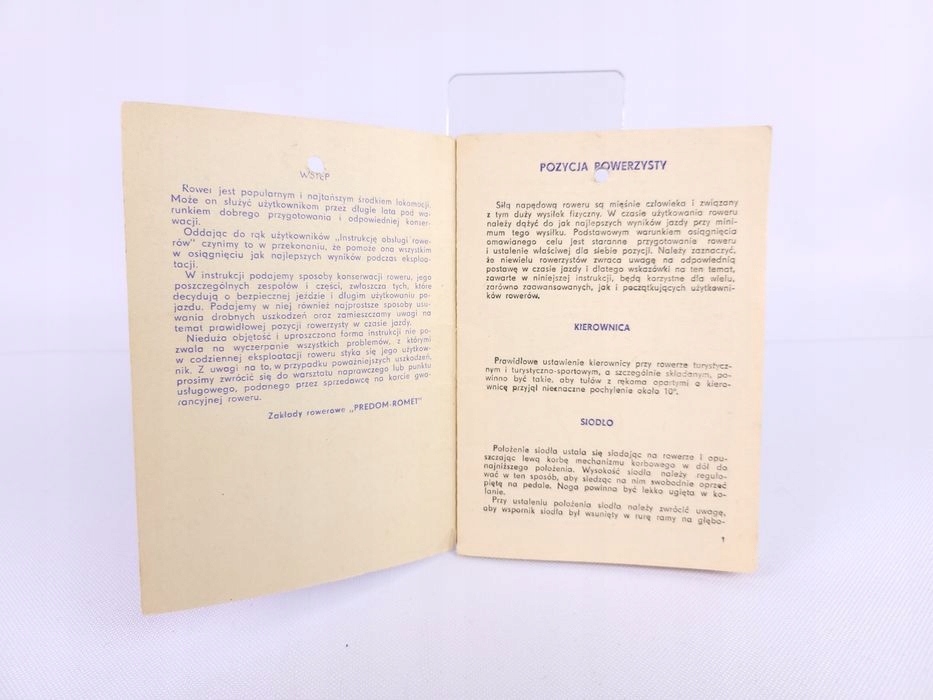 WSTĘP
Rower jest popularnym i najtańszym środkiem lokomocji.
Może on służyć użytkownikom przez długie lata pod wa-
runkiem dobrego przygotowania i odpowiedniej konser-
wacji.
Oddając do rąk użytkowników „Instrukcję obsługi rowe-
rów” czynimy to w przekonaniu, że pomoże ona wszystkim
w osiągnięciu jak najlepszych wyników podczas eksploa-
tacji.
W instrukcji podajemy sposoby konserwacji roweru, jego
poszczególnych zespołów i części, zwłaszcza tych, które
decydują o bezpiecznej jeździe i długim użytkowaniu po-
jazdu. Podajemy w niej również najprostsze sposoby usu-
wania drobnych uszkodzeń oraz zamieszczamy uwagi na
temat prawidłowej pozycji rowerzysty w czasie jazdy.
Nieduża objętość i uproszczona forma instrukcji nie po-
zwala na wyczerpanie wszystkich problemów, z którymi
w codziennej eksploatacji roweru styka się jego użytkow-
nik. Z uwagi na to, w przypadku poważniejszych uszkodzeń,
prosimy zwrócić się do warsztatu naprawczego lub punktu
usługowego, podanego przez sprzedawcę na karcie gwa-
rancyjnej roweru.
Zakłady rowerowe „PREDOM-ROMET”
POZYCJA ROWERZYSTY
Siłą napędową roweru są mięśnie człowieka i związany
z tym duży wysiłek fizyczny. W czasie użytkowania roweru
należy dążyć do jak najlepszych wyników jazdy przy mini-
mum tego wysiłku. Podstawowym warunkiem osiągnięcia
omawianego celu jest staranne przygotowanie roweru
i ustalenie właściwej dla siebie pozycji. Należy zaznaczyć,
że niewielu rowerzystów zwraca uwagę na odpowiednią
postawę w czasie jazdy i dlatego wskazówki na ten temat,
zawarte w niniejszej instrukcji, będą korzystne dla wielu,
zarówno zaawansowanych, jak i początkujących użytkowni-
ków rowerów.
KIEROWNICA
Prawidłowe ustawienie kierownicy przy rowerze turystycz-
nym i turystyczno-sportowym, a szczególnie składanym, po-
winno być takie, aby tułów z rękoma opartymi o kiero-
wnicę przyjął nieznaczne pochylenie około 10°.
SIODŁO
Położenie siodła ustala się siadając na rowerze i opu-
szczając lewą korbę mechanizmu korbowego w dół do
najniższego położenia. Wysokość siodła należy regulo-
wać w ten sposób, aby siedząc na nim swobodnie oprzeć
piętę na pedale. Noga powinna być lekko ugięta w ko-
lanie.
Przy ustaleniu położenia siodła należy zwrócić uwagę,
aby wspornik siodła był wsunięty w rurę ramy na głębo-
1